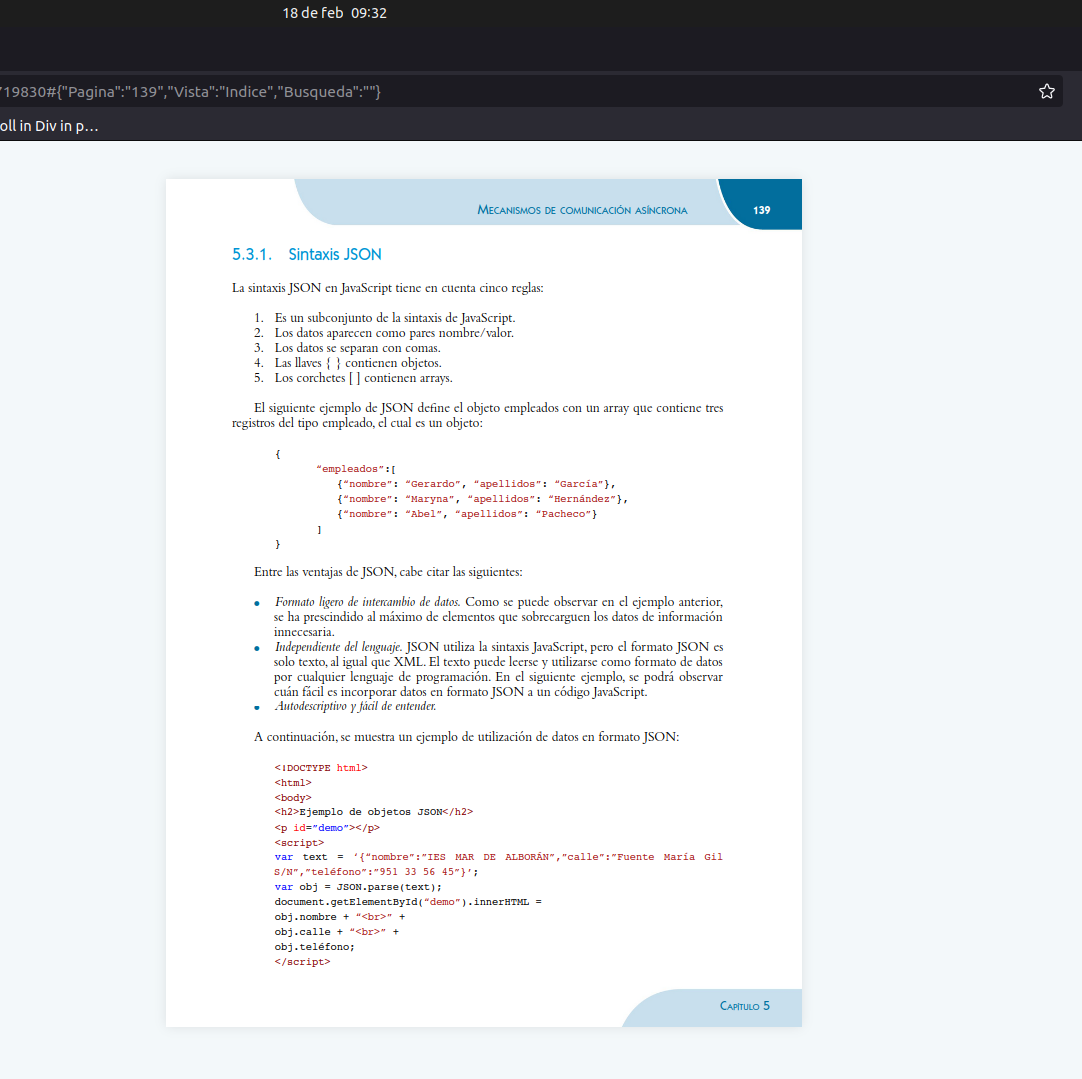 18 de feb 09:32
719830#{"Pagina":"139","Vista":"Indice","Busqueda":""}
oll in Div in p…
MECANISMOS DE COMUNICACIÓN ASÍNCRONA
139
5.3.1. Sintaxis JSON
La sintaxis JSON en JavaScript tiene en cuenta cinco reglas:
1. Es un subconjunto de la sintaxis de JavaScript.
2. Los datos aparecen como pares nombre/valor.
3. Los datos se separan con comas.
4. Las llaves { } contienen objetos.
5. Los corchetes [ ] contienen arrays.
El siguiente ejemplo de JSON define el objeto empleados con un array que contiene tres
registros del tipo empleado, el cual es un objeto:
{
“empleados”:[
{“nombre”: “Gerardo”, “apellidos”: “García”},
{“nombre”: “Maryna”, “apellidos”: “Hernández”},
{“nombre”: “Abel”, “apellidos”: “Pacheco”}
]
}
Entre las ventajas de JSON, cabe citar las siguientes:
• Formato ligero de intercambio de datos. Como se puede observar en el ejemplo anterior,
se ha prescindido al máximo de elementos que sobrecarguen los datos de información
innecesaria.
• Independiente del lenguaje. JSON utiliza la sintaxis JavaScript, pero el formato JSON es
solo texto, al igual que XML. El texto puede leerse y utilizarse como formato de datos
por cualquier lenguaje de programación. En el siguiente ejemplo, se podrá observar
cuán fácil es incorporar datos en formato JSON a un código JavaScript.
• Autodescriptivo y fácil de entender.
A continuación, se muestra un ejemplo de utilización de datos en formato JSON:
<!DOCTYPE html>
<html>
<body>
<h2>Ejemplo de objetos JSON</h2>
<p id=”demo”></p>
<script>
var text = ‘{“nombre”:”IES MAR DE ALBORÁN”,”calle”:”Fuente María Gil
S/N”,”teléfono”:”951 33 56 45”}’;
var obj = JSON.parse(text);
document.getElementById(“demo”).innerHTML =
obj.nombre + “<br>” +
obj.calle + “<br>” +
obj.teléfono;
</script>
CAPÍTULO 5